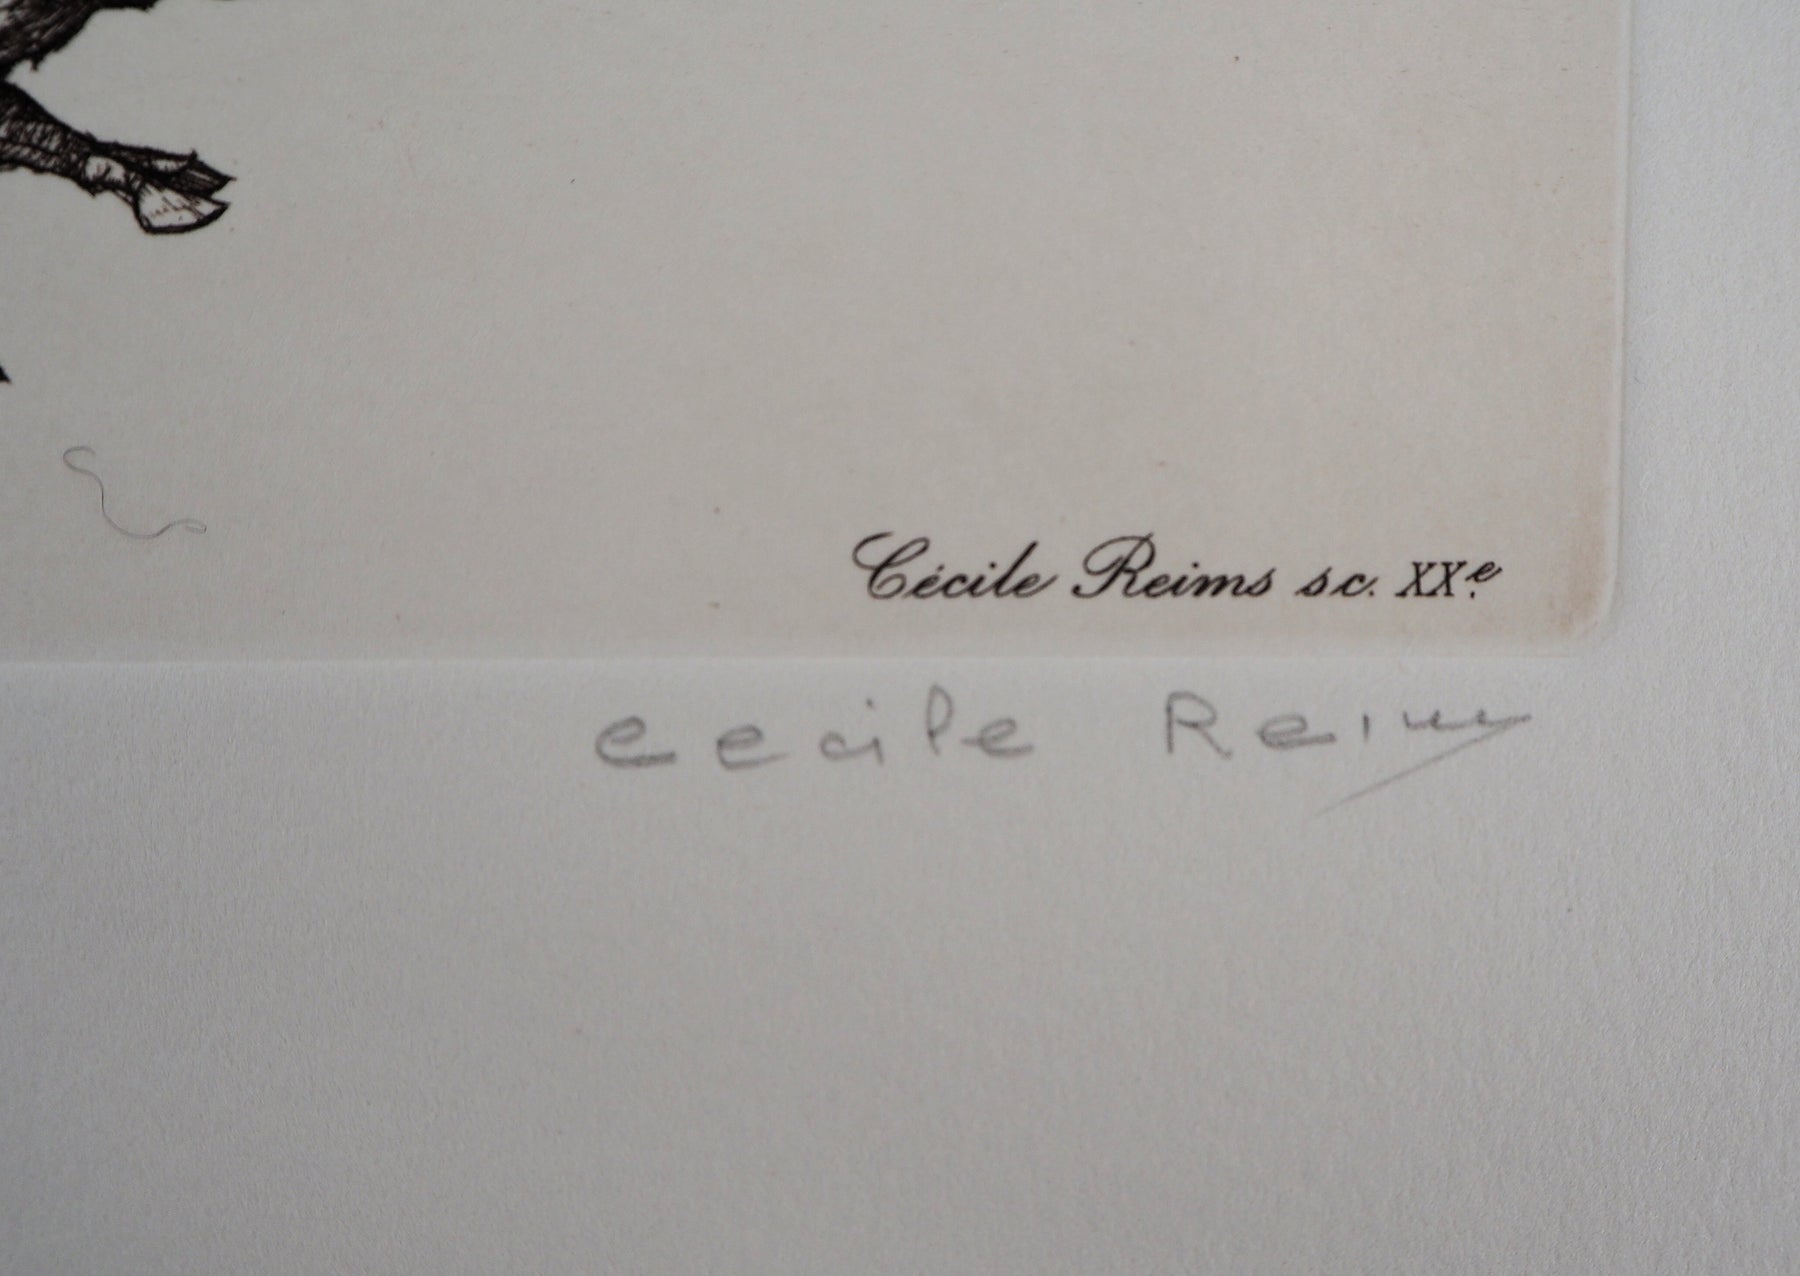 Cécile Reims sc. XXe.
Cecile Reims